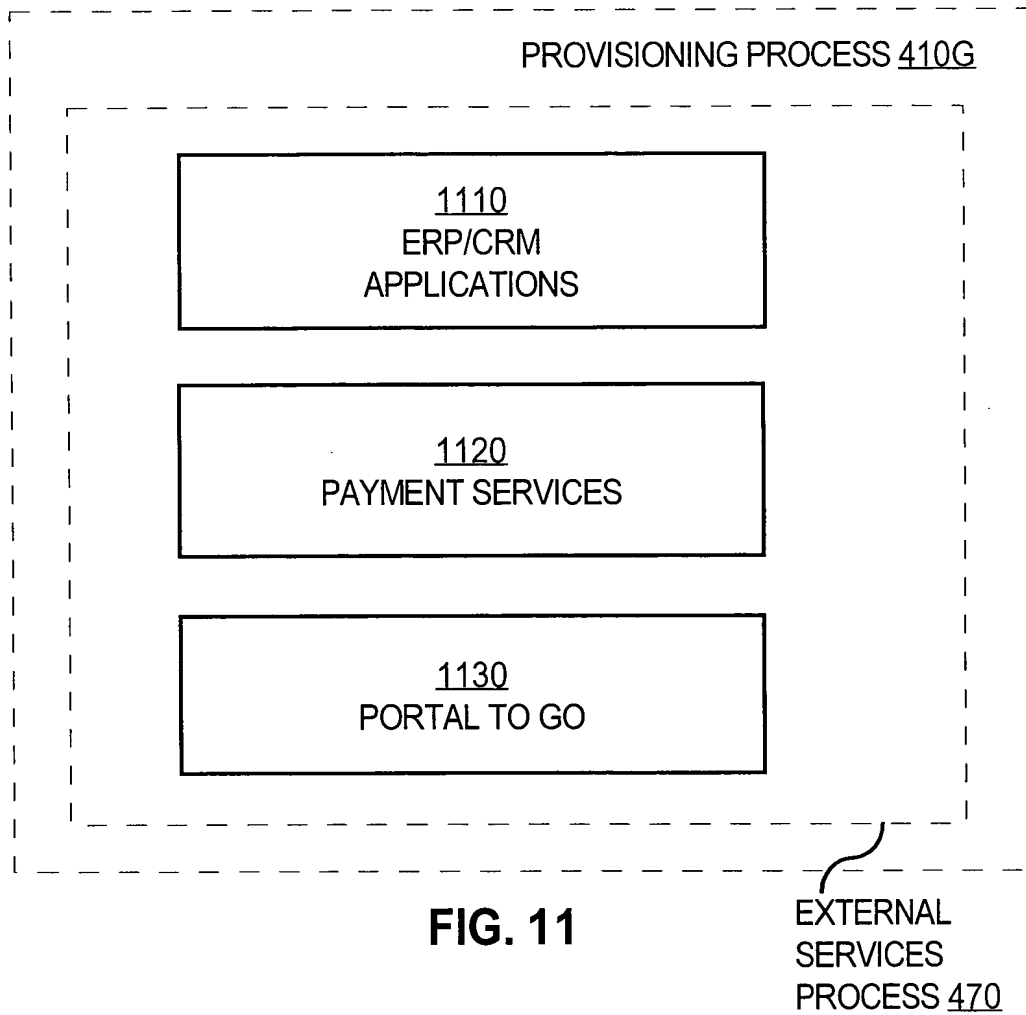 PROVISIONING PROCESS 410G
1110
ERP/CRM
APPLICATIONS
1120
PAYMENT SERVICES
1130
PORTAL TO GO
FIG. 11
EXTERNAL
SERVICES
PROCESS 470